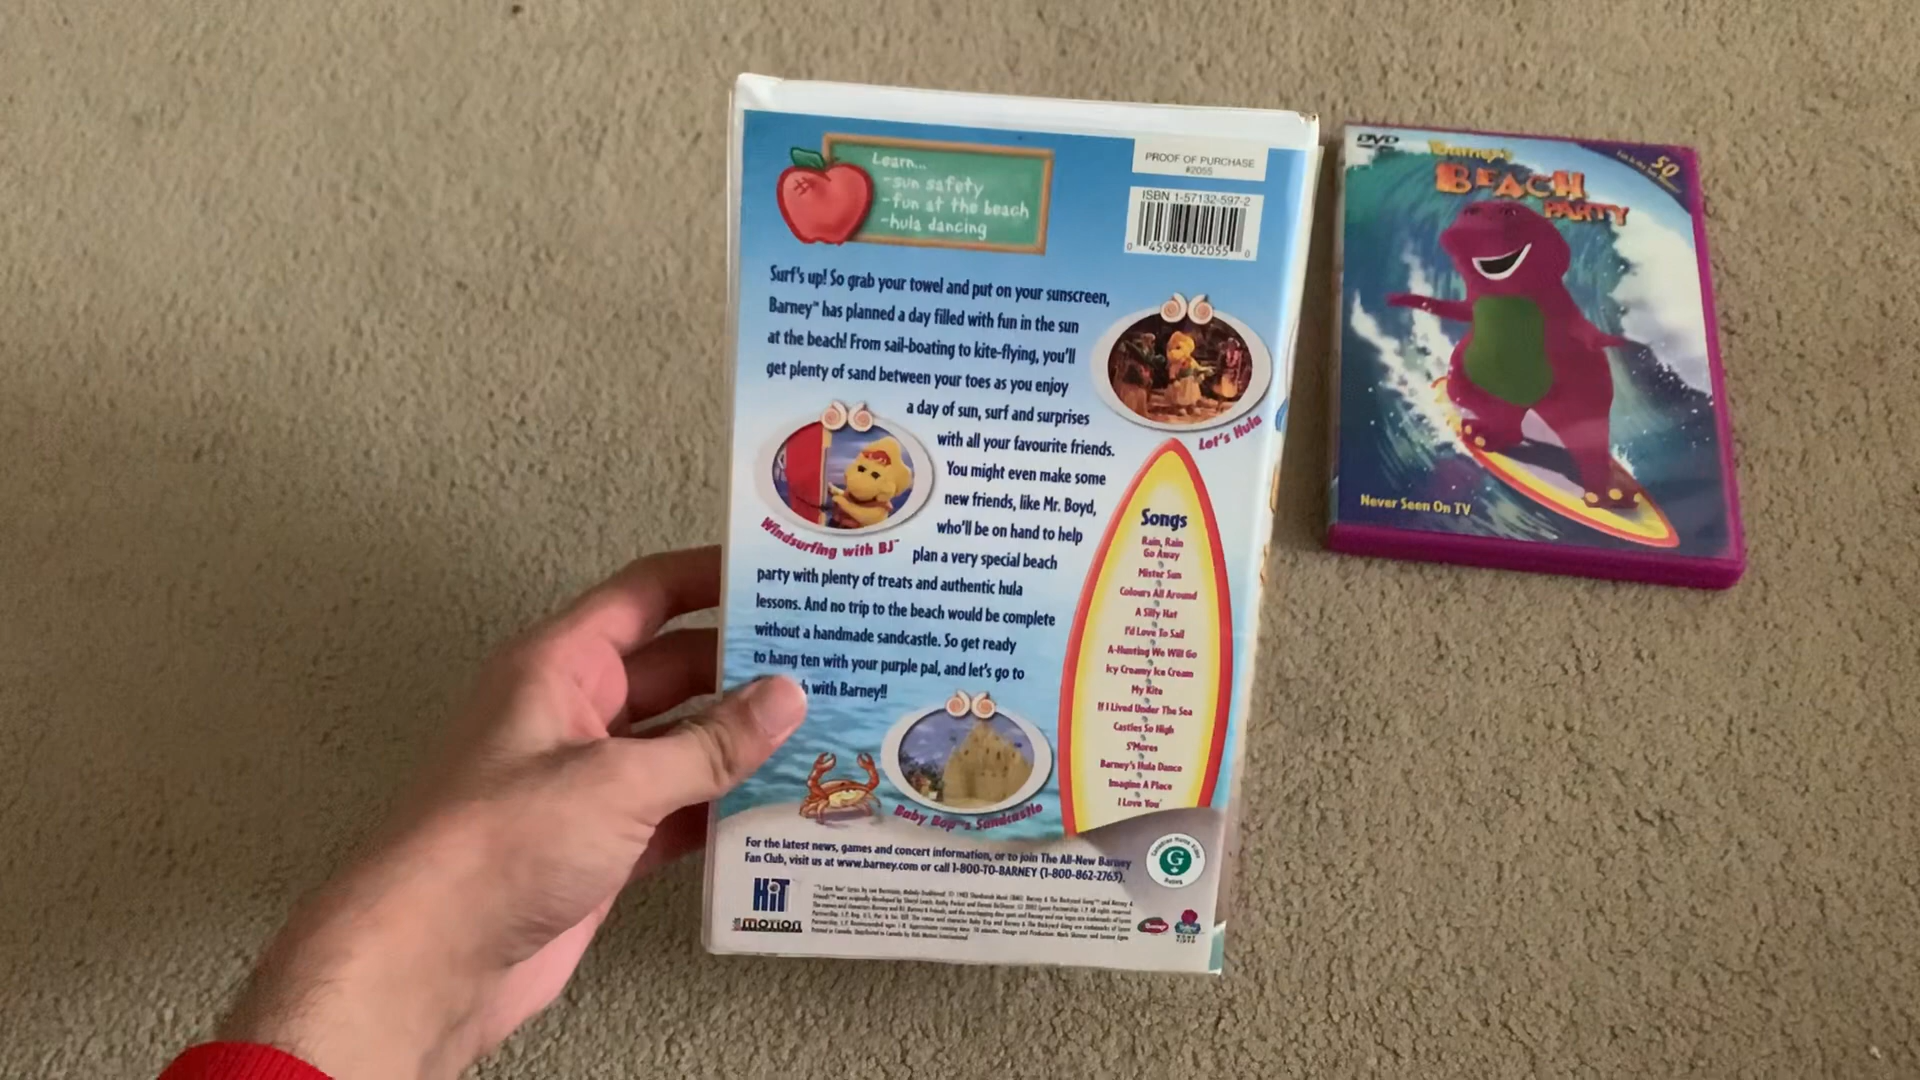 Learn...
-sun safety
-fun at the beach
-hula dancing
PROOF OF PURCHASE
#2055
ISBN 1-57132-597-2
0 45986 02055 0
Surf's up! So grab your towel and put on your sunscreen,
Barney™ has planned a day filled with fun in the sun
at the beach! From sail-boating to kite-flying, you'll
get plenty of sand between your toes as you enjoy
a day of sun, surf and surprises
with all your favourite friends.
You might even make some
new friends, like Mr. Boyd,
who'll be on hand to help
plan a very special beach
party with plenty of treats and authentic hula
lessons. And no trip to the beach would be complete
without a handmade sandcastle. So get ready
to hang ten with your purple pal, and let's go to
with Barney!!
Let's Hula
Windsurfing with BJ™
Baby Bop™'s Sandcastle
Songs
Rain, Rain
Go Away
Mister Sun
Colours All Around
A Silly Hat
I'd Love To Sail
A-Hunting We Will Go
Icy Creamy Ice Cream
My Kite
If I Lived Under The Sea
Castles So High
S'Mores
Barney's Hula Dance
Imagine A Place
I Love You
For the latest news, games and concert information, or to join The All-New Barney
Fan Club, visit us at www.barney.com or call 1-800-TO-BARNEY (1-800-862-2763).
HiT
motion
G
DVD
Barney's
BEACH
PARTY
50
Never Seen On TV